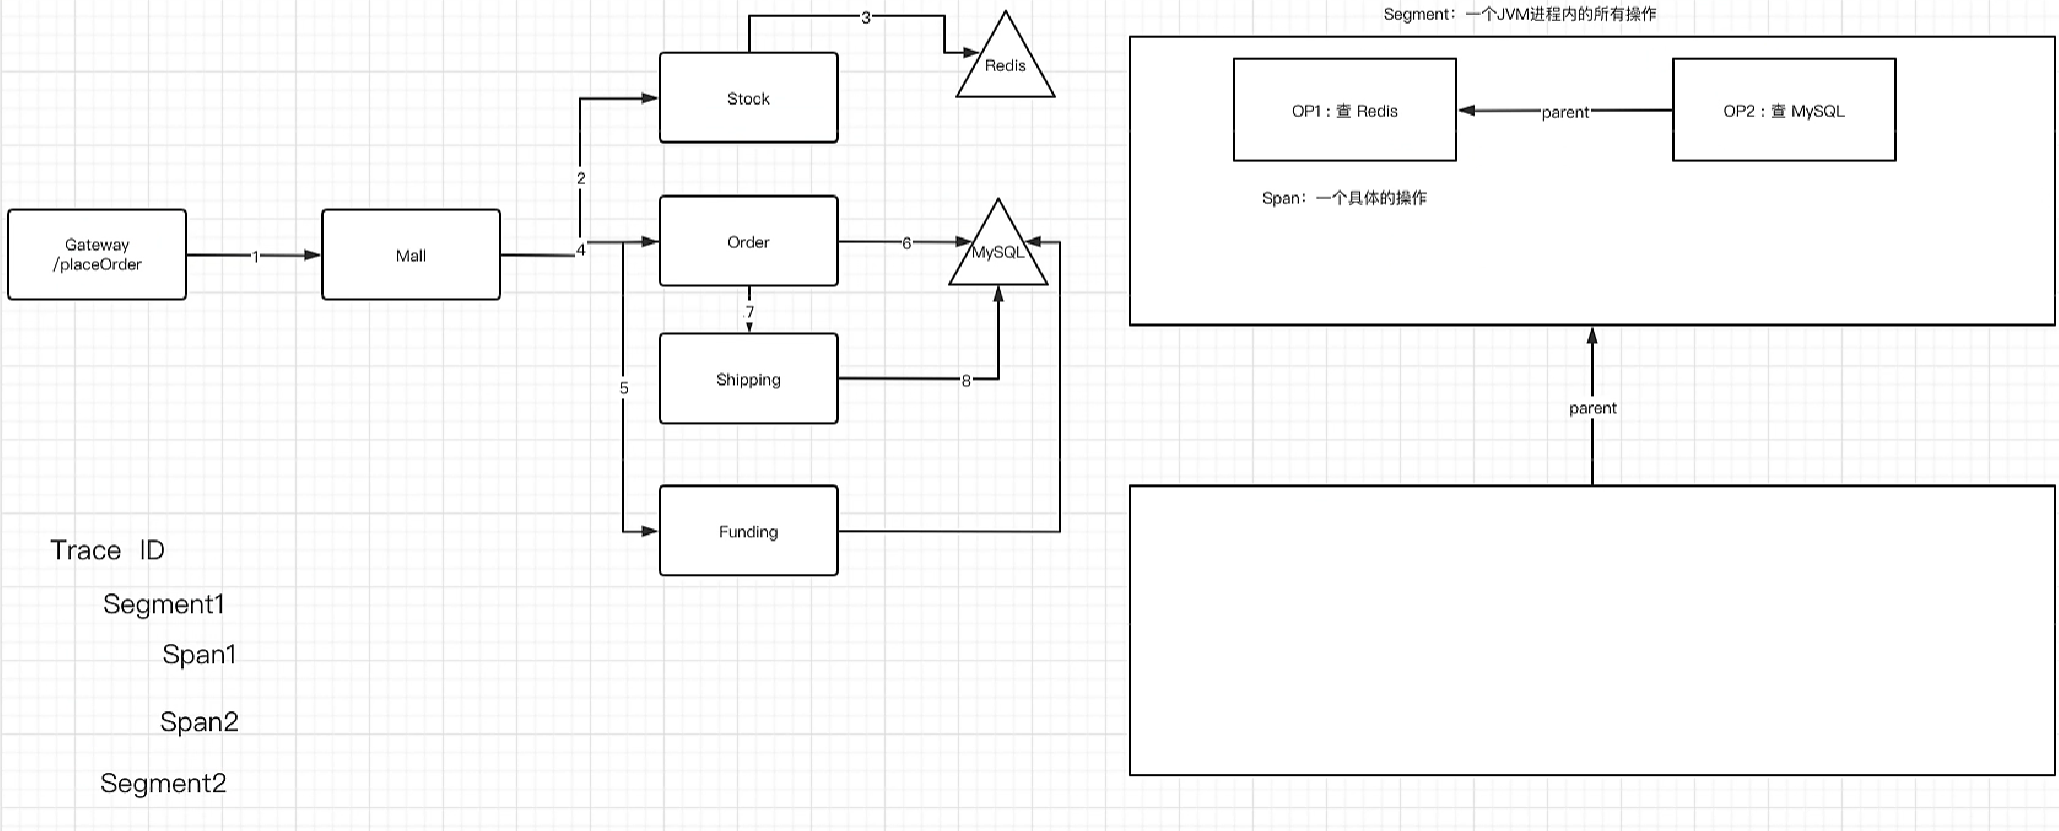 3
Segment：一个JVM进程内的所有操作
Redis
Stock
OP1：查 Redis
parent
OP2：查 MySQL
2
Span：一个具体的操作
Gateway
/placeOrder
1
Mall
4
Order
6
MySQL
7
5
Shipping
8
parent
Funding
Trace ID
Segment1
Span1
Span2
Segment2